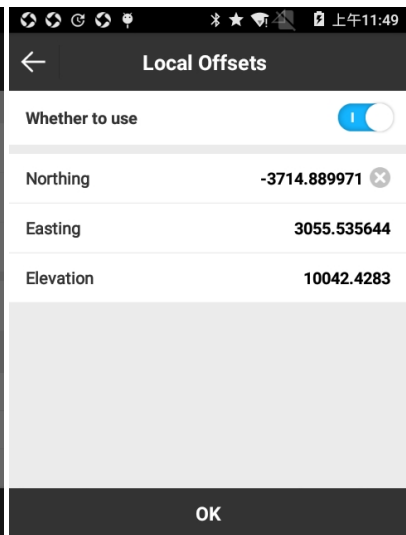 上午11:49
Local Offsets
Whether to use
Northing -3714.889971
Easting 3055.535644
Elevation 10042.4283
OK